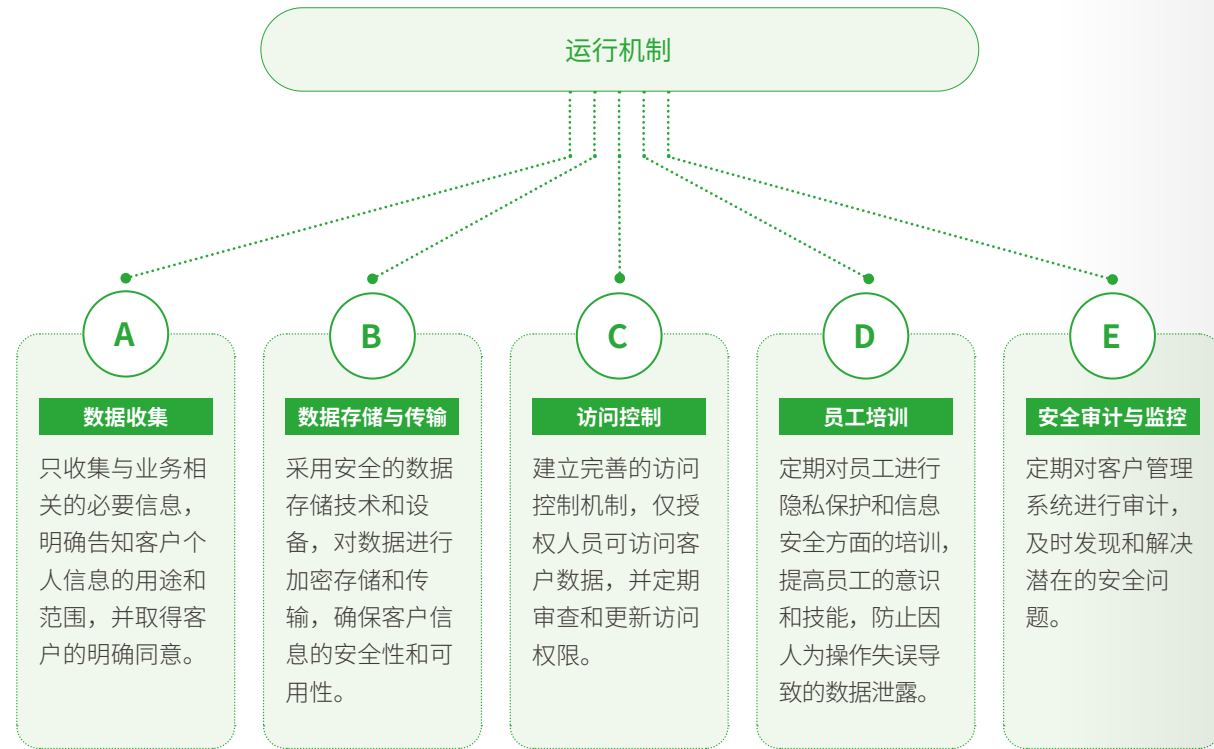 运行机制
A
数据收集
只收集与业务相
关的必要信息，
明确告知客户个
人信息的用途和
范围，并取得客
户的明确同意。
B
数据存储与传输
采用安全的数据
存储技术和设
备，对数据进行
加密存储和传
输，确保客户信
息的安全性和可
用性。
C
访问控制
建立完善的访问
控制机制，仅授
权人员可访问客
户数据，并定期
审查和更新访问
权限。
D
员工培训
定期对员工进行
隐私保护和信息
安全方面的培训，
提高员工的意识
和技能，防止因
人为操作失误导
致的数据泄露。
E
安全审计与监控
定期对客户管理
系统进行审计，
及时发现和解决
潜在的安全问
题。